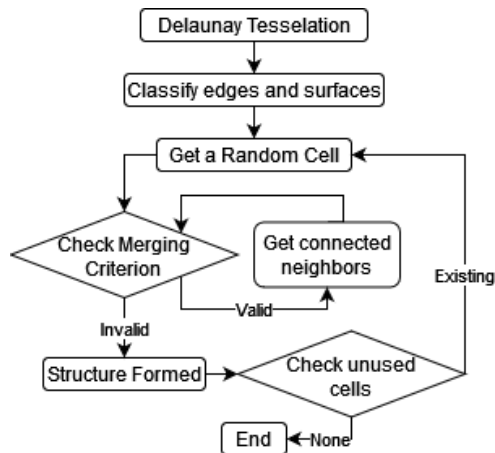 Delaunay Tesselation
Classify edges and surfaces
Get a Random Cell
Check Merging
Criterion
Get connected
neighbors
Existing
Valid
Invalid
Structure Formed
Check unused
cells
End
None